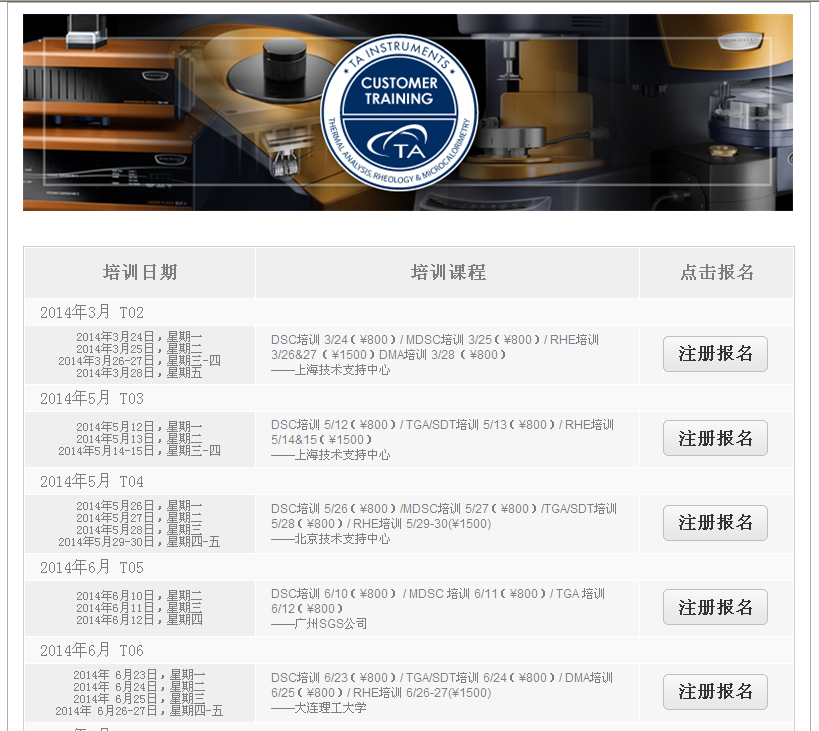 TA INSTRUMENTS
CUSTOMER
TRAINING
TA
THERMAL ANALYSIS, RHEOLOGY & MICROCALORIMETRY
培训日期
培训课程
点击报名
2014年3月 T02
2014年3月24日，星期一
2014年3月25日，星期二
2014年3月26-27日，星期三-四
2014年3月28日，星期五
DSC培训 3/24（¥800）/ MDSC培训 3/25（¥800）/ RHE培训
3/26&27 （¥1500）DMA培训 3/28 （¥800）
——上海技术支持中心
注册报名
2014年5月 T03
2014年5月12日，星期一
2014年5月13日，星期二
2014年5月14-15日，星期三-四
DSC培训 5/12（¥800）/ TGA/SDT培训 5/13（¥800）/ RHE培训
5/14&15（¥1500）
——上海技术支持中心
注册报名
2014年5月 T04
2014年5月26日，星期一
2014年5月27日，星期二
2014年5月28日，星期三
2014年5月29-30日，星期四-五
DSC培训 5/26（¥800）/MDSC培训 5/27（¥800）/TGA/SDT培训
5/28（¥800）/ RHE培训 5/29-30(¥1500)
——北京技术支持中心
注册报名
2014年6月 T05
2014年6月10日，星期二
2014年6月11日，星期三
2014年6月12日，星期四
DSC培训 6/10（¥800） / MDSC 培训 6/11（¥800）/ TGA 培训
6/12（¥800）
——广州SGS公司
注册报名
2014年6月 T06
2014年 6月23日，星期一
2014年 6月24日，星期二
2014年 6月25日，星期三
2014年 6月26-27日，星期四-五
DSC培训 6/23（¥800）/ TGA/SDT培训 6/24（¥800）/ DMA培训
6/25（¥800）/ RHE培训 6/26-27(¥1500)
——大连理工大学
注册报名